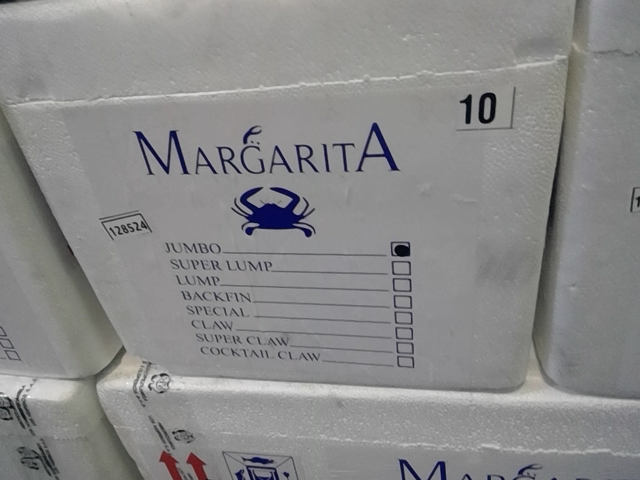 10
MARGARITA
128524
JUMBO
SUPER LUMP
LUMP
BACKFIN
SPECIAL
CLAW
SUPER CLAW
COCKTAIL CLAW